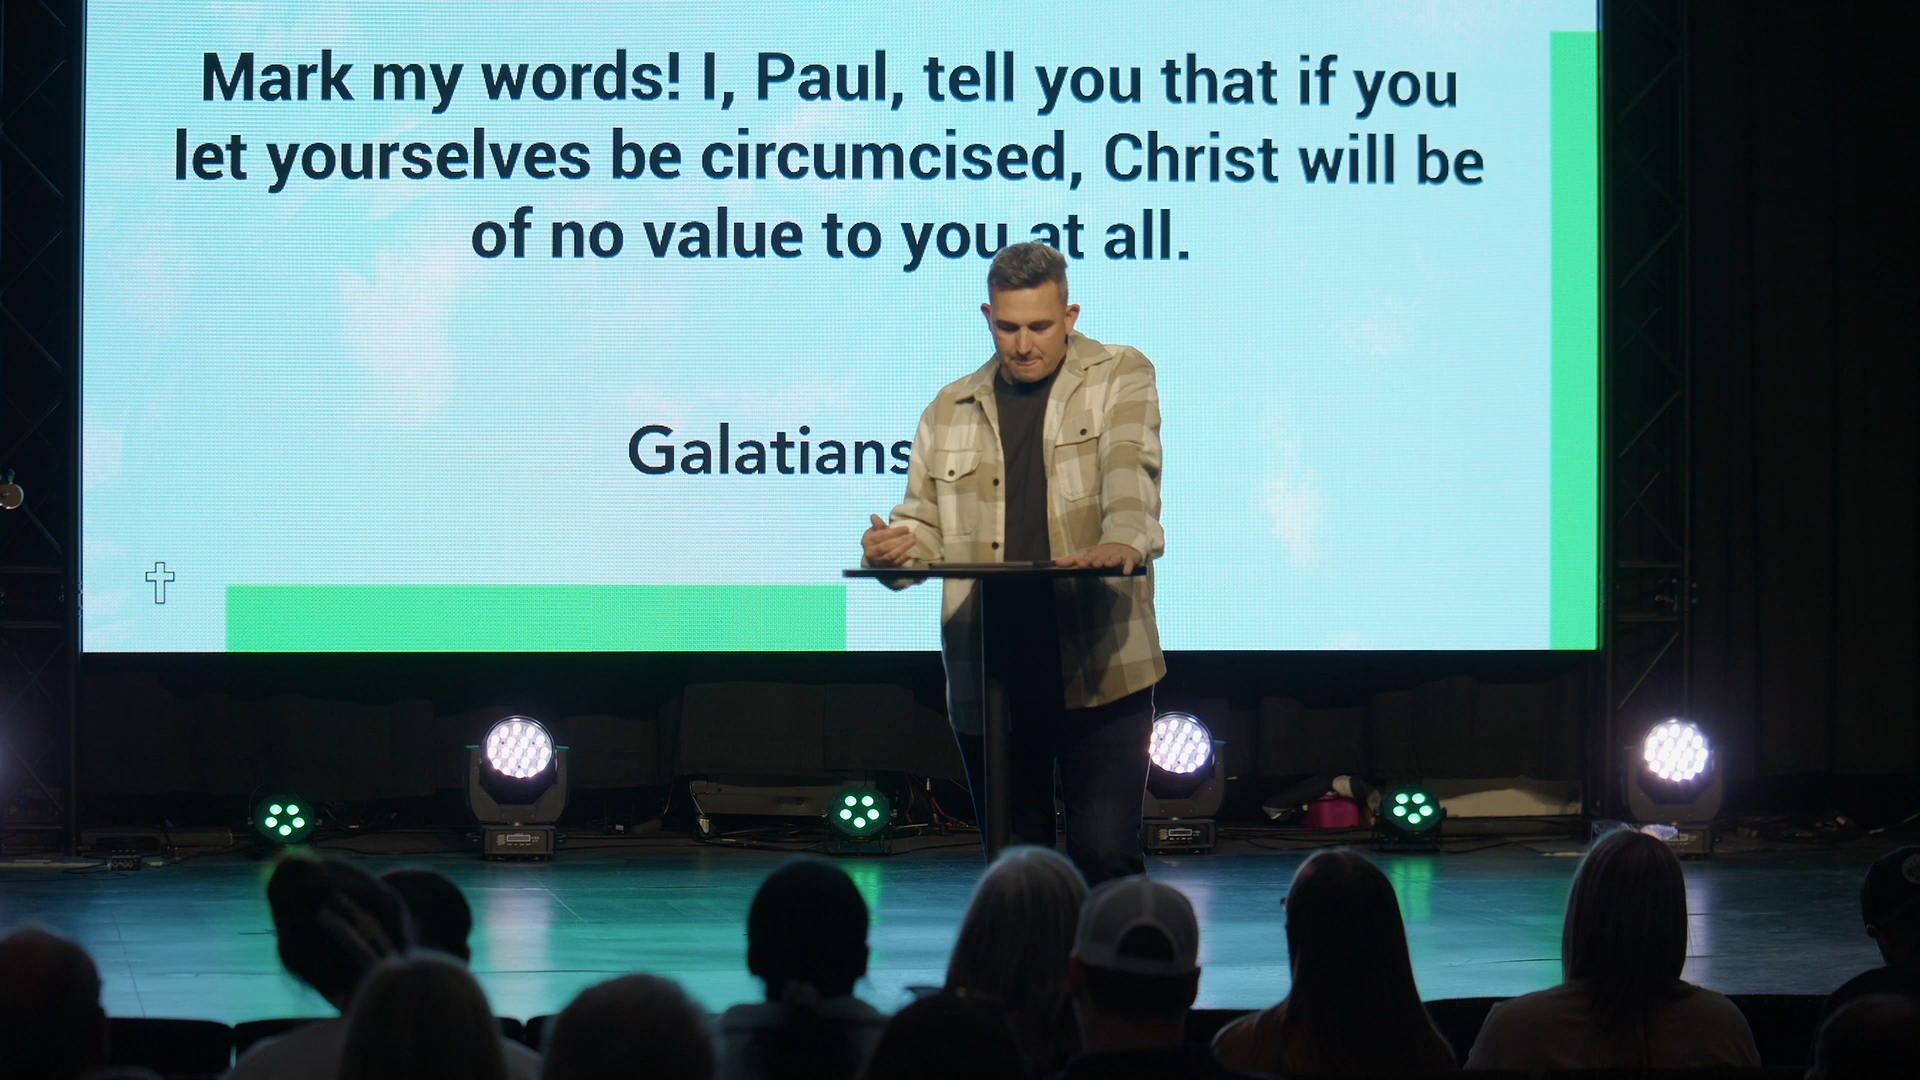 Mark my words! I, Paul, tell you that if you
let yourselves be circumcised, Christ will be
of no value to you at all.
Galatians